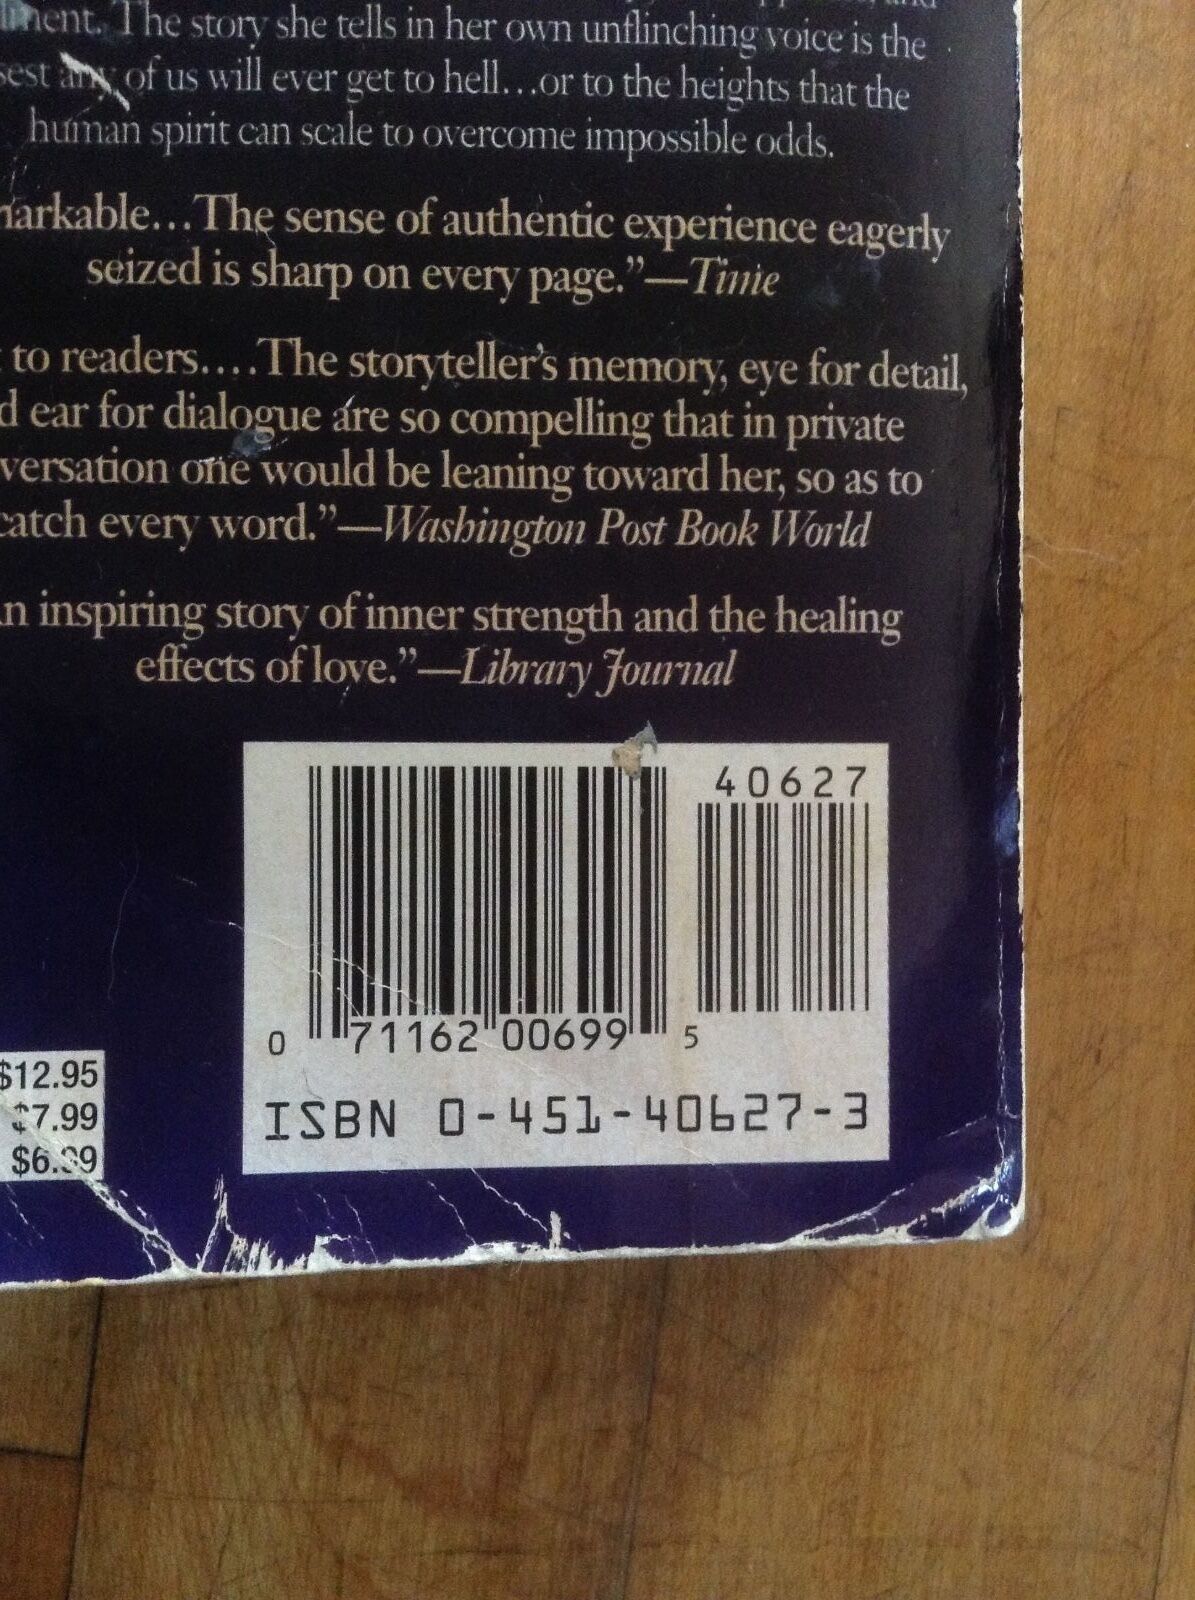 The story she tells in her own unflinching voice is the
of us will ever get to hell...or to the heights that the
human spirit can scale to overcome impossible odds.
markable...The sense of authentic experience eagerly
seized is sharp on every page.”—Time
to readers....The storyteller’s memory, eye for detail,
d ear for dialogue are so compelling that in private
versation one would be leaning toward her, so as to
catch every word.”—Washington Post Book World
n inspiring story of inner strength and the healing
effects of love.”—Library Journal
40627
0 71162 00699 5
ISBN 0-451-40627-3
$12.95
$7.99
$6.99